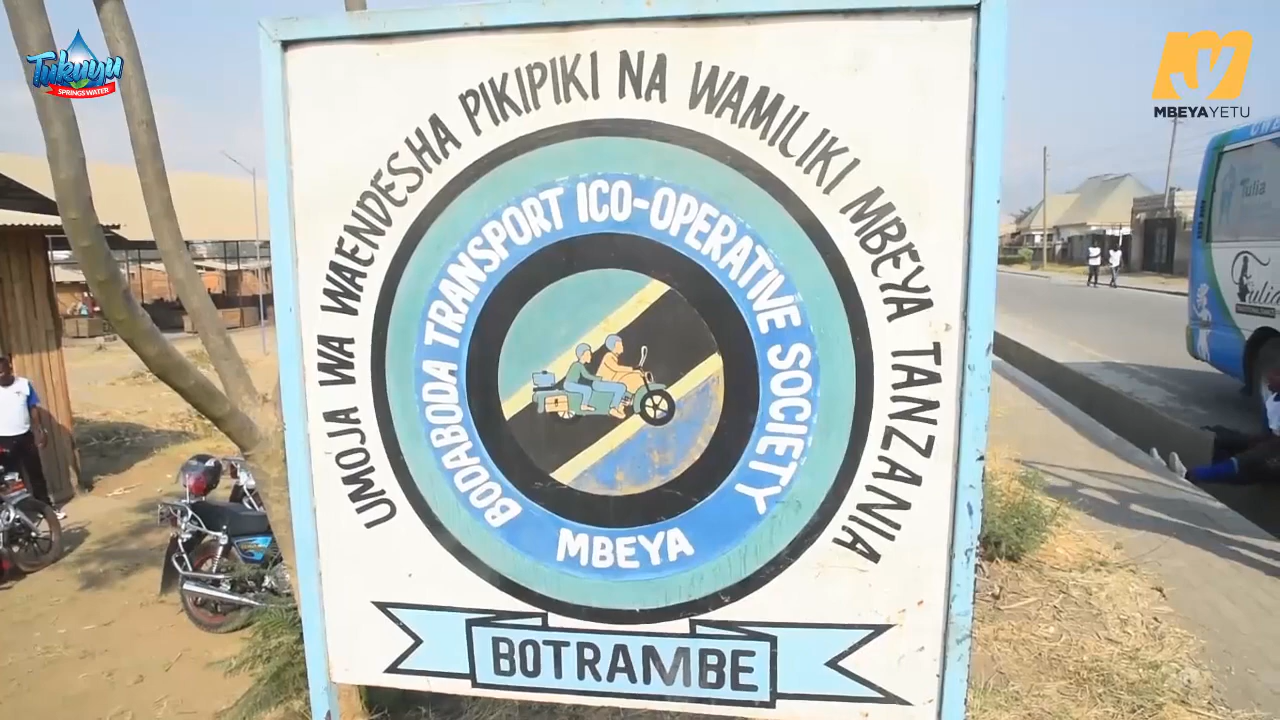 Tukuyu
SPRINGS WATER
MBEYAYETU
UMOJA WA WAENDESHA PIKIPIKI NA WAMILIKI MBEYA TANZANIA
BODABODA TRANSPORT ICO-OPERATIVE SOCIETY
MBEYA
BOTRAMBE
Tulia
Tulia